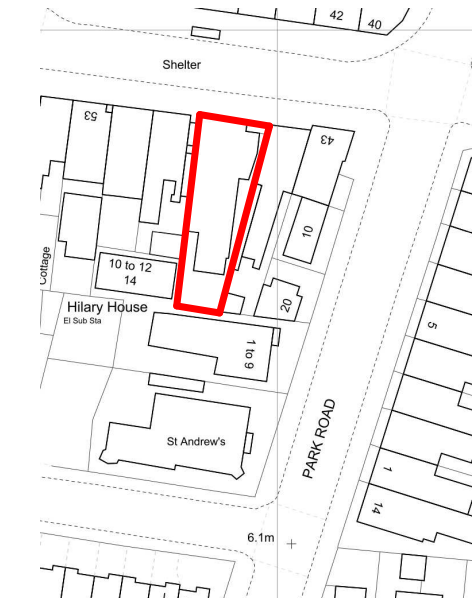 42
40
Shelter
53
43
10
Cottage
10 to 12
14
20
Hilary House
El Sub Sta
5
1 to 9
PARK ROAD
St Andrew's
1
14
6.1m